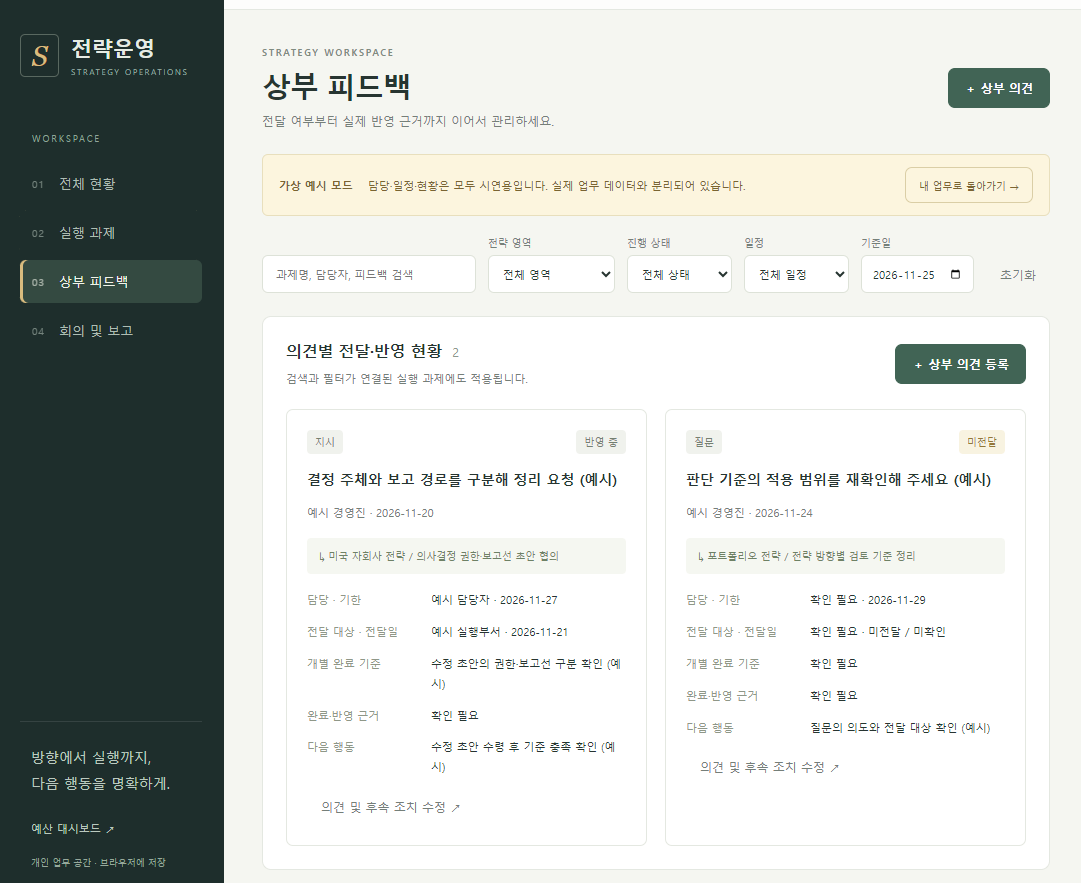 S 전략운영
STRATEGY OPERATIONS
WORKSPACE
01 전체 현황
02 실행 과제
03 상부 피드백
04 회의 및 보고
방향에서 실행까지,
다음 행동을 명확하게.
예산 대시보드 ↗
개인 업무 공간 · 브라우저에 저장
STRATEGY WORKSPACE
상부 피드백
전달 여부부터 실제 반영 근거까지 이어서 관리하세요.
+ 상부 의견
가상 예시 모드 담당·일정·현황은 모두 시연용입니다. 실제 업무 데이터와 분리되어 있습니다.
내 업무로 돌아가기 →
전략 영역 진행 상태 일정 기준일
과제명, 담당자, 피드백 검색 전체 영역 전체 상태 전체 일정 2026-11-25 초기화
의견별 전달·반영 현황 2
검색과 필터가 연결된 실행 과제에도 적용됩니다.
+ 상부 의견 등록
지시 반영 중
결정 주체와 보고 경로를 구분해 정리 요청 (예시)
예시 경영진 · 2026-11-20
↳ 미국 자회사 전략 / 의사결정 권한·보고선 초안 협의
담당 · 기한 예시 담당자 · 2026-11-27
전달 대상 · 전달일 예시 실행부서 · 2026-11-21
개별 완료 기준 수정 초안의 권한·보고선 구분 확인 (예
시)
완료·반영 근거 확인 필요
다음 행동 수정 초안 수령 후 기준 충족 확인 (예
시)
의견 및 후속 조치 수정 ↗
질문 미전달
판단 기준의 적용 범위를 재확인해 주세요 (예시)
예시 경영진 · 2026-11-24
↳ 포트폴리오 전략 / 전략 방향별 검토 기준 정리
담당 · 기한 확인 필요 · 2026-11-29
전달 대상 · 전달일 확인 필요 · 미전달 / 미확인
개별 완료 기준 확인 필요
완료·반영 근거 확인 필요
다음 행동 질문의 의도와 전달 대상 확인 (예시)
의견 및 후속 조치 수정 ↗